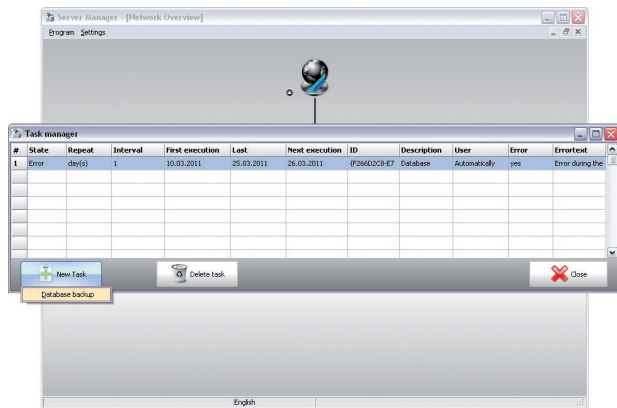 Server Manager - [Network Overview]
Program Settings
Task manager
# State Repeat Interval First execution Last Next execution ID Description User Error Errortext
1 Error day(s) 1 10.03.2011 25.03.2011 26.03.2011 {F266D2C8-E7 Database Automatically yes Error during the
New Task Delete task Close
Database backup
English